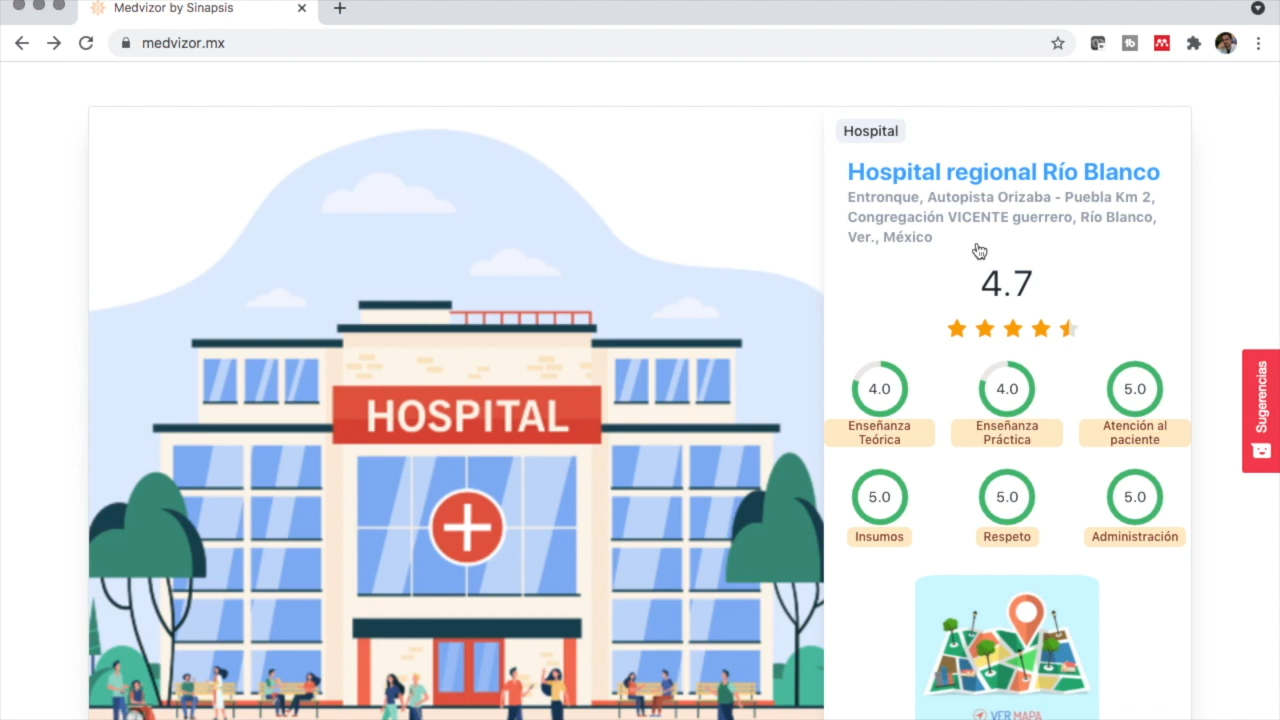 Medvizor by Sinapsis
medvizor.mx
Hospital
Hospital regional Río Blanco
Entronque, Autopista Orizaba - Puebla Km 2,
Congregación VICENTE guerrero, Río Blanco,
Ver., México
4.7
4.0
4.0
5.0
Enseñanza
Teórica
Enseñanza
Práctica
Atención al
paciente
5.0
5.0
5.0
Insumos
Respeto
Administración
VER MAPA
HOSPITAL
Sugerencias